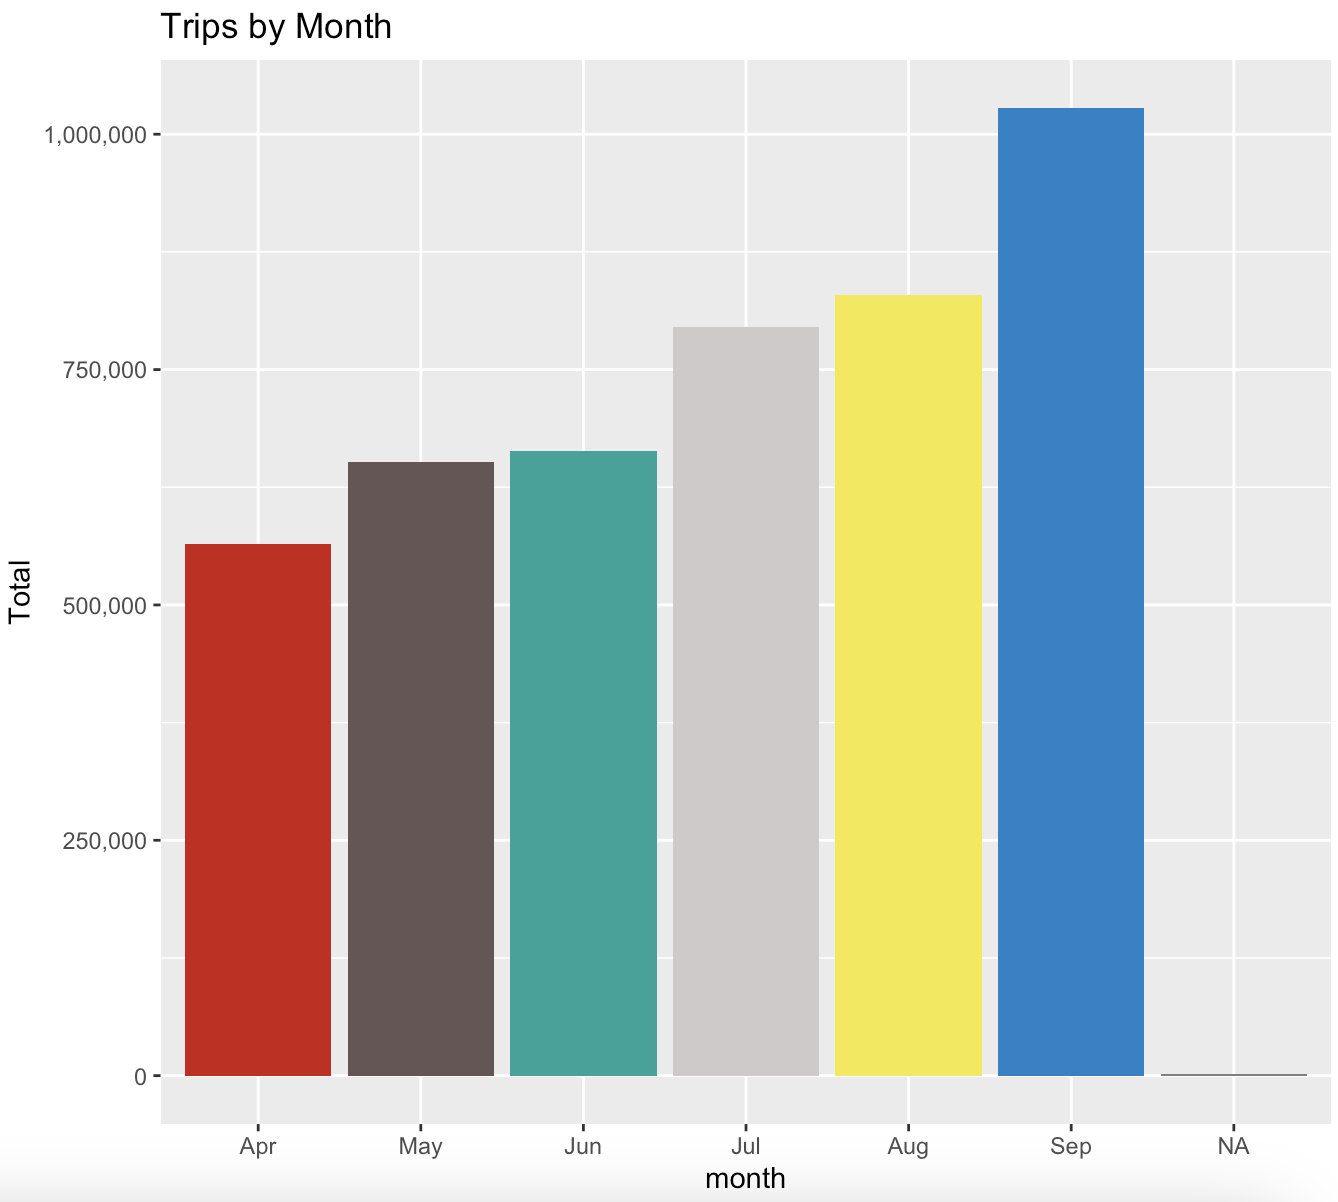 Trips by Month
Total
1,000,000
750,000
500,000
250,000
0
Apr May Jun Jul Aug Sep NA
month